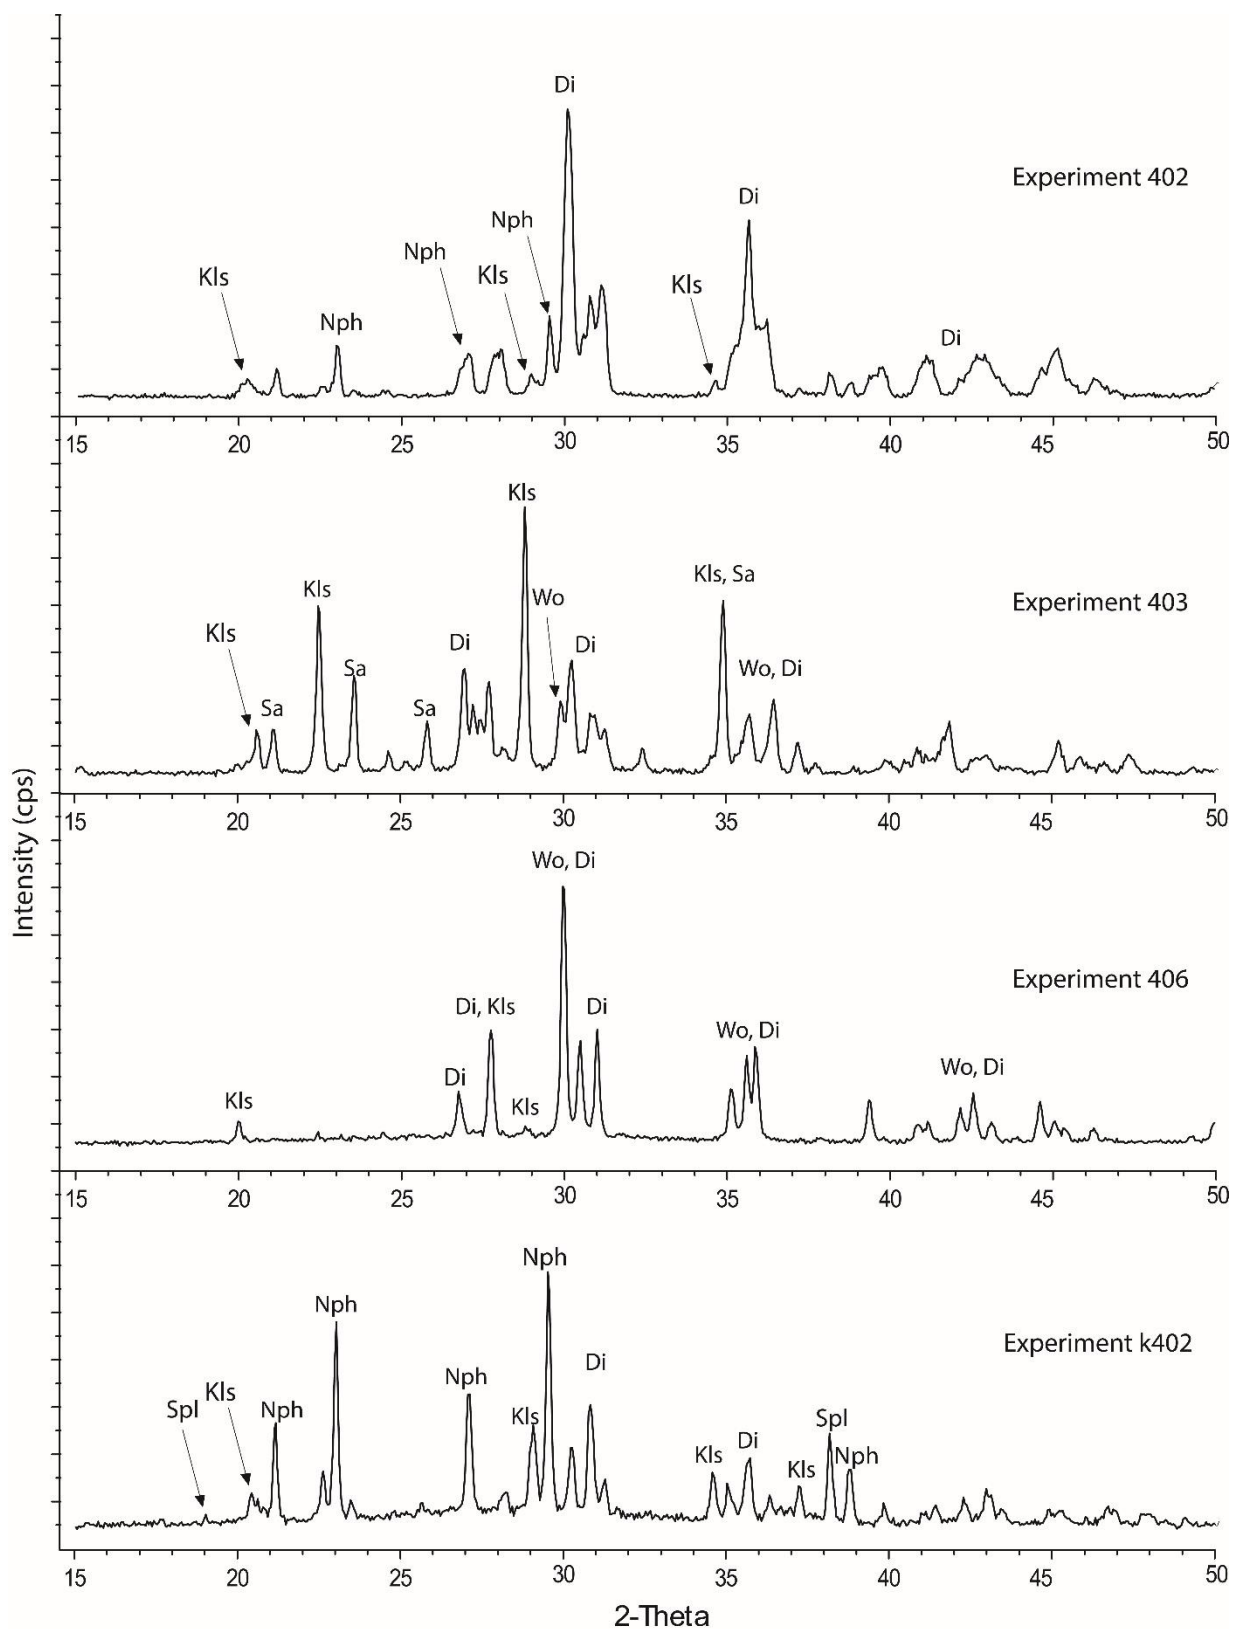 Di
Experiment 402
Di
Nph
Nph
Kls
Kls
Kls
Nph
Di
15 20 25 30 35 40 45 50
Kls
Experiment 403
Kls, Sa
Kls
Wo
Kls
Di
Di
Wo, Di
Sa
Sa
Sa
15 20 25 30 35 40 45 50
Intensity (cps)
Wo, Di
Experiment 406
Di, Kls
Di
Wo, Di
Wo, Di
Di
Kls
Kls
15 20 25 30 35 40 45 50
Nph
Nph
Experiment k402
Di
Nph
Kls
Spl
Nph
Kls
Spl
Kls
Di
Nph
Kls
15 20 25 30 35 40 45 50
2-Theta